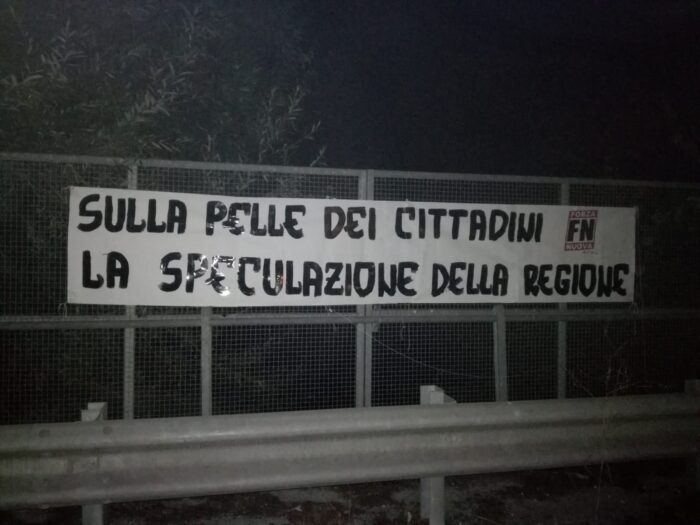 SULLA PELLE DEI CITTADINI
LA SPECULAZIONE DELLA REGIONE
FORZA
FN
NUOVA